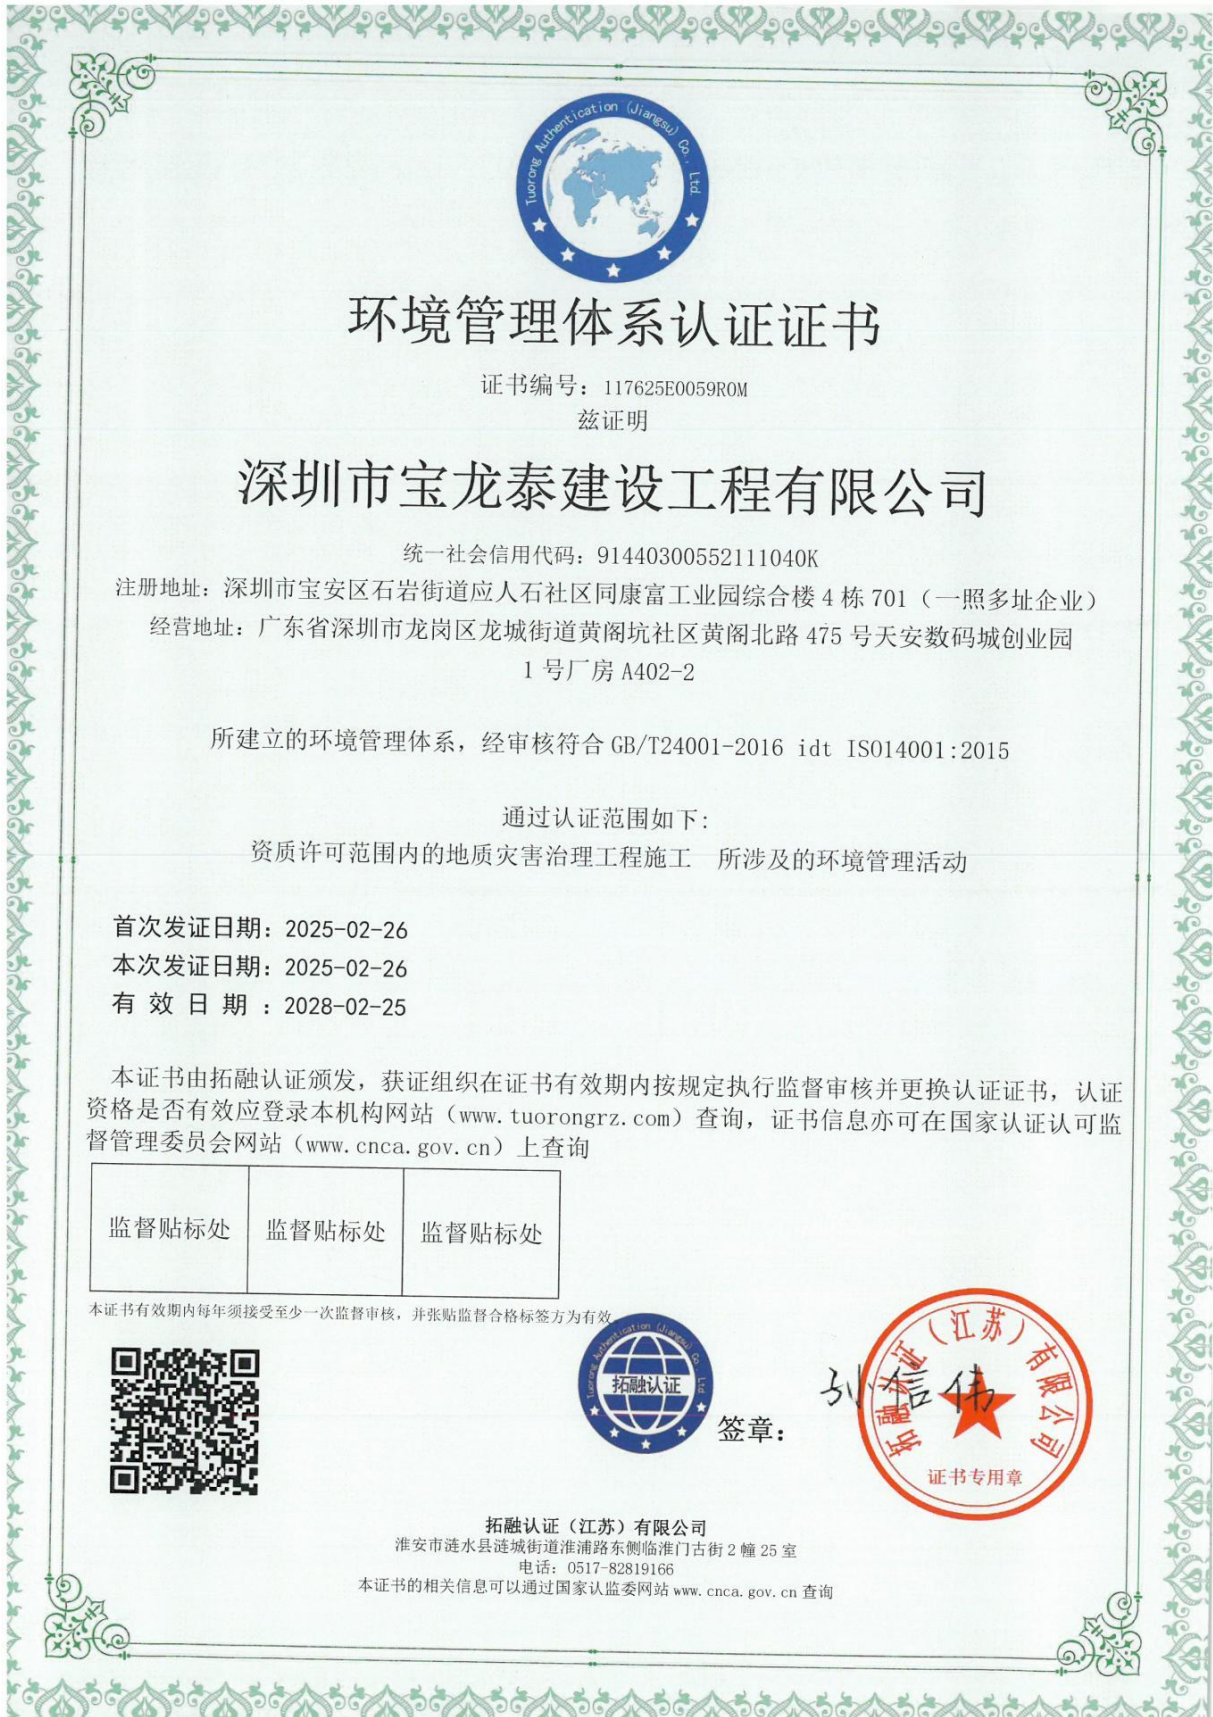 Tuorong Authentication (Jiangsu) Co., Ltd.
环境管理体系认证证书
证书编号：117625E0059ROM
兹证明
深圳市宝龙泰建设工程有限公司
统一社会信用代码：91440300552111040K
注册地址：深圳市宝安区石岩街道应人石社区同康富工业园综合楼 4 栋 701（一照多址企业）
经营地址：广东省深圳市龙岗区龙城街道黄阁坑社区黄阁北路 475 号天安数码城创业园
1 号厂房 A402-2
所建立的环境管理体系，经审核符合 GB/T24001-2016 idt ISO14001:2015
通过认证范围如下：
资质许可范围内的地质灾害治理工程施工 所涉及的环境管理活动
首次发证日期：2025-02-26
本次发证日期：2025-02-26
有 效 日 期 ：2028-02-25
本证书由拓融认证颁发，获证组织在证书有效期内按规定执行监督审核并更换认证证书，认证
资格是否有效应登录本机构网站（www.tuorongrz.com）查询，证书信息亦可在国家认证认可监
督管理委员会网站（www.cnca.gov.cn）上查询
监督贴标处 监督贴标处 监督贴标处
本证书有效期内每年须接受至少一次监督审核，并张贴监督合格标签方为有效。
Tuorong Authentication (Jiangsu) Co., Ltd
拓融认证
签章：
孙信伟
拓融认证（江苏）有限公司
证书专用章
拓融认证（江苏）有限公司
淮安市涟水县涟城街道淮浦路东侧临淮门古街 2 幢 25 室
电话：0517-82819166
本证书的相关信息可以通过国家认监委网站 www.cnca.gov.cn 查询